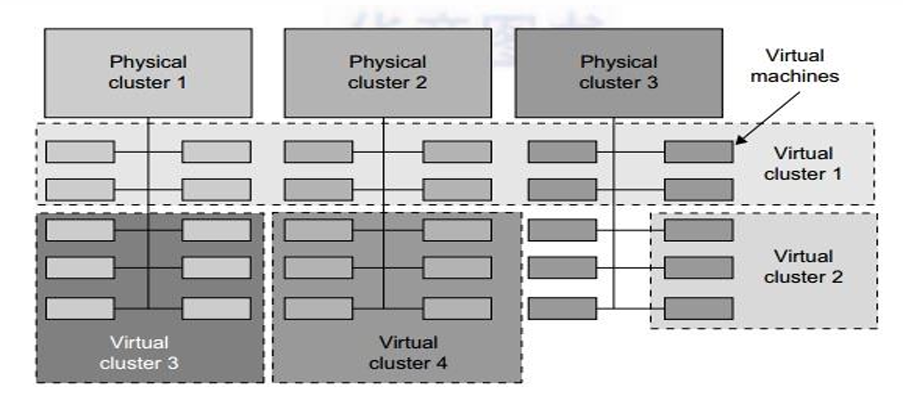 Physical
cluster 1
Physical
cluster 2
Physical
cluster 3
Virtual
machines
Virtual
cluster 1
Virtual
cluster 2
Virtual
cluster 3
Virtual
cluster 4